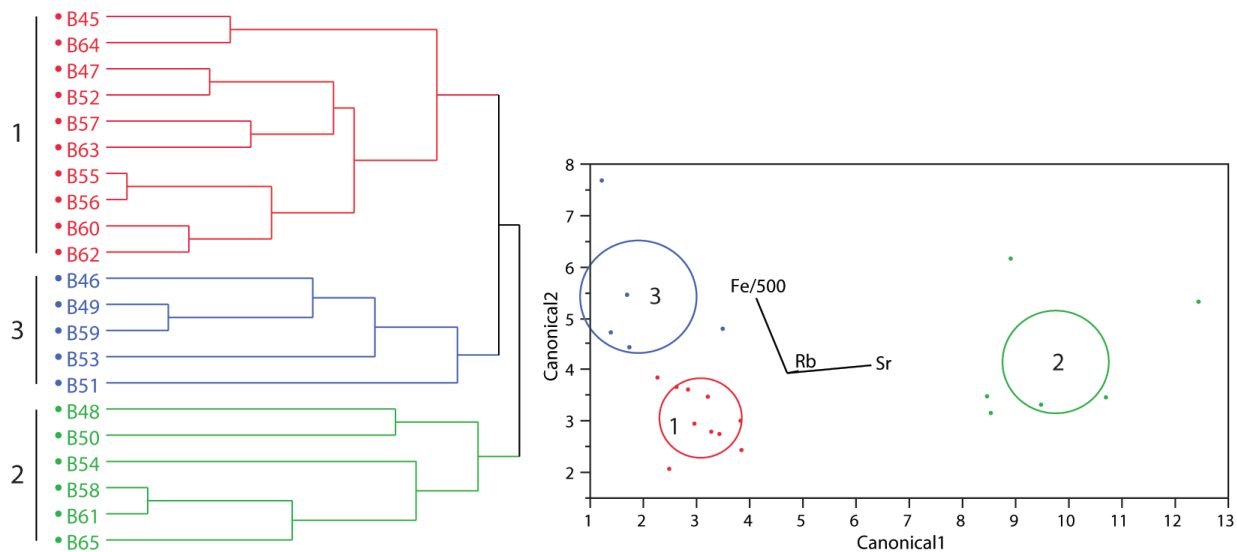 1
B45
B64
B47
B52
B57
B63
B55
B56
B60
B62
3
B46
B49
B59
B53
B51
2
B48
B50
B54
B58
B61
B65
Canonical2
8
7
6
5
4
3
2
3
1
Fe/500
Rb
Sr
2
1 2 3 4 5 6 7 8 9 10 11 12 13
Canonical1